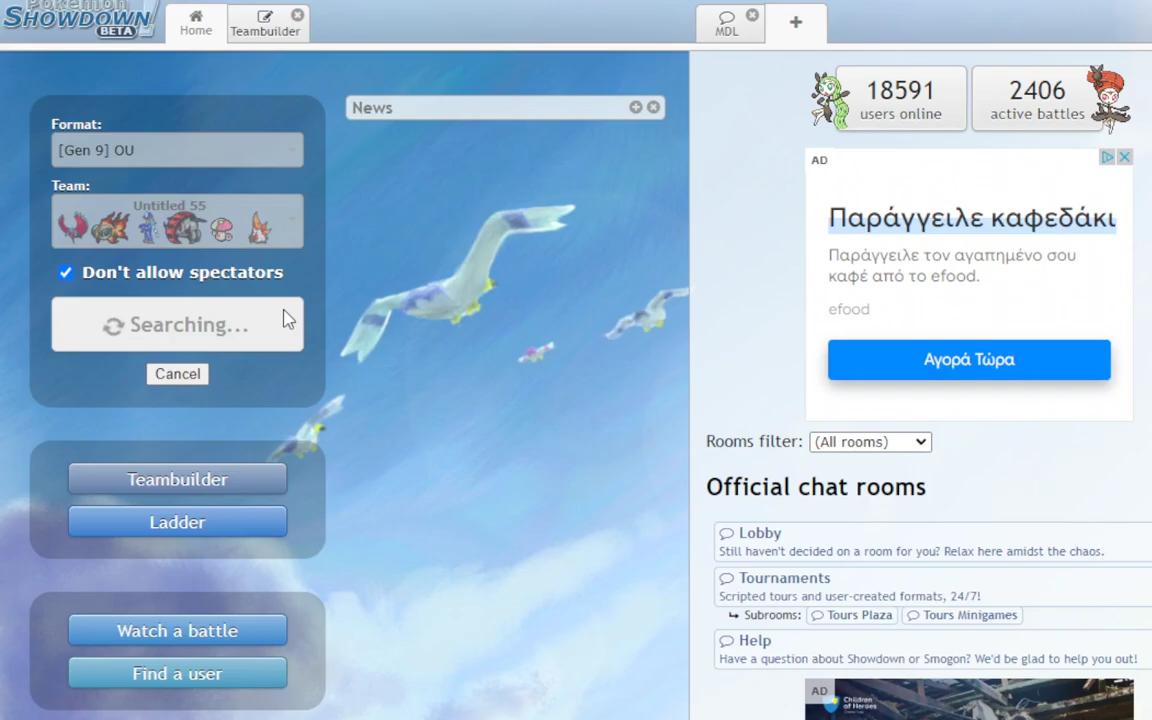 Pokémon
SHOWDOWN
BETA
Home
Teambuilder
MDL
+
Format:
[Gen 9] OU
Team:
Untitled 55
Don't allow spectators
Searching...
Cancel
Teambuilder
Ladder
Watch a battle
Find a user
News
18591
users online
2406
active battles
AD
Παράγγειλε καφεδάκι
Παράγγειλε τον αγαπημένο σου
καφέ από το efood.
efood
Αγορά Τώρα
Rooms filter: (All rooms)
Official chat rooms
Lobby
Still haven't decided on a room for you? Relax here amidst the chaos.
Tournaments
Scripted tours and user-created formats, 24/7!
↳ Subrooms: Tours Plaza Tours Minigames
Help
Have a question about Showdown or Smogon? We'd be glad to help you out!
AD
Children
of Heroes